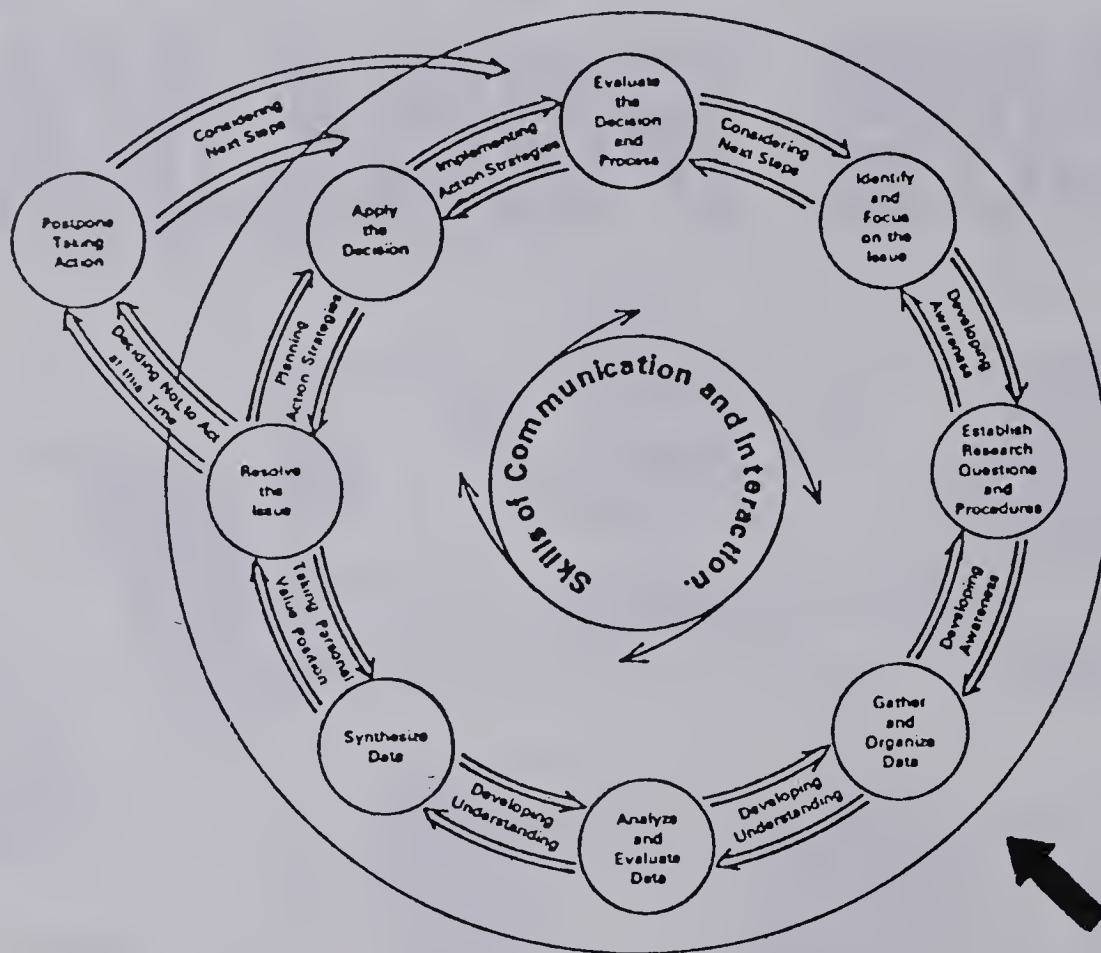 Evaluate
the
Decision
and
Process
Considering
Next Steps
Identify
and
Focus
on the
Issue
Developing
Awareness
Establish
Research
Questions
and
Procedures
Developing
Awareness
Gather
and
Organize
Data
Developing
Understanding
Analyze
and
Evaluate
Data
Developing
Understanding
Synthesize
Data
Taking Personal
Value Position
Resolve
the
Issue
Planning
Action Strategies
Apply
the
Decision
Implementing
Action Strategies
Deciding Not to Act
at this Time
Postpone
Taking
Action
Considering
Next Steps
Skills of Communication and Interaction.